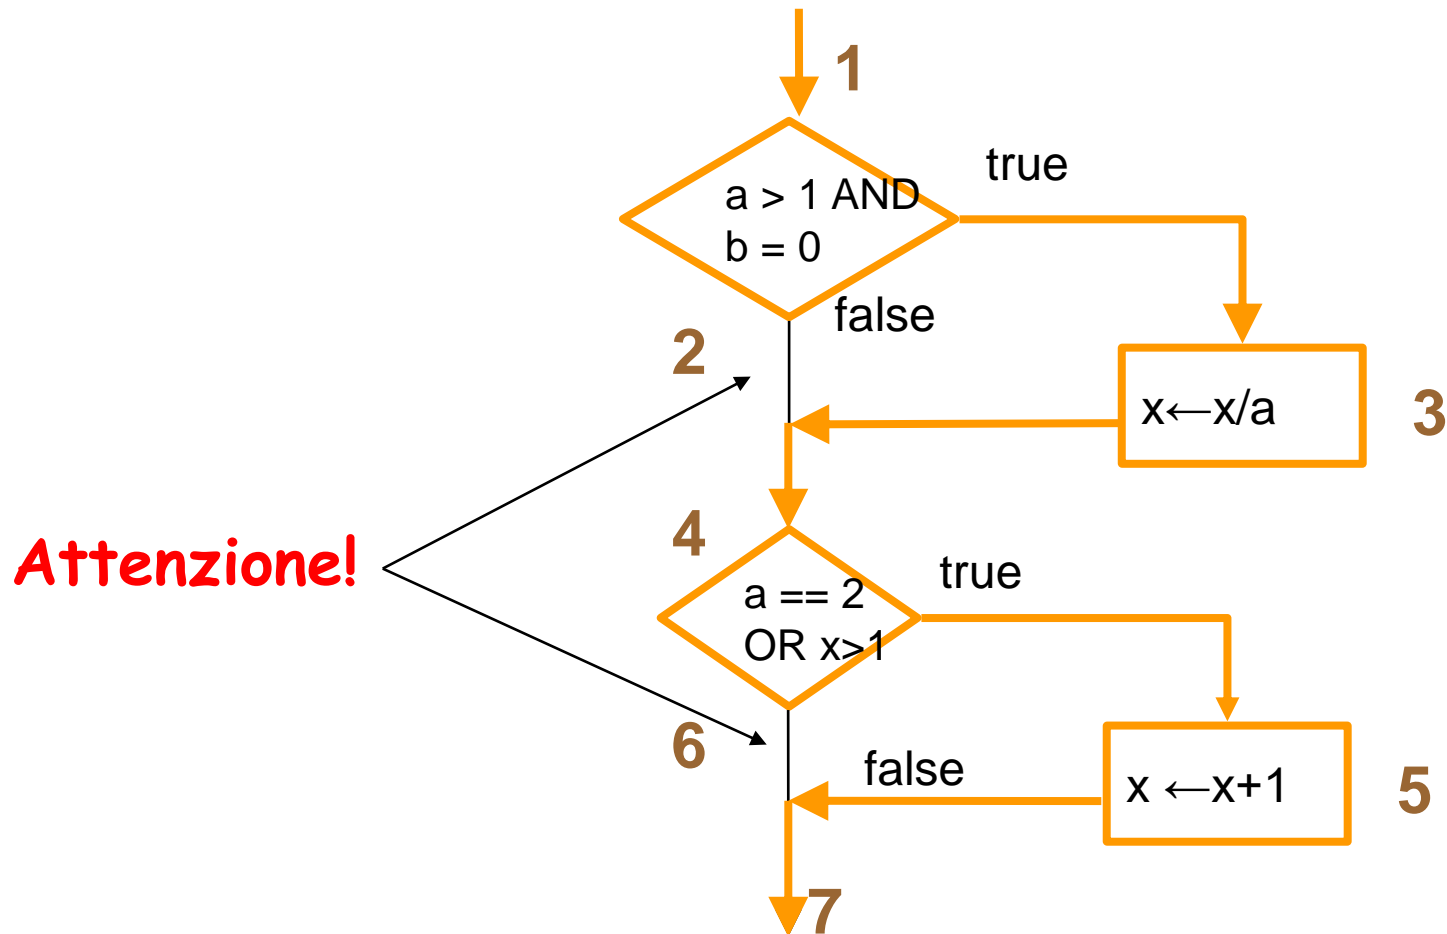 1
true
a > 1 AND
b = 0
false
2
x←x/a
3
4
Attenzione!
true
a == 2
OR x>1
6
false
x ←x+1
5
7